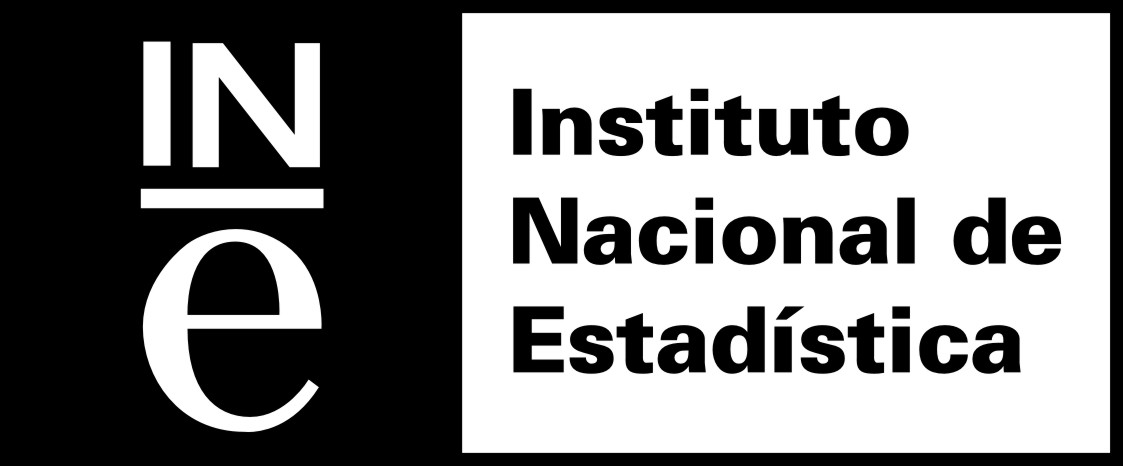 IN
e
Instituto
Nacional de
Estadística